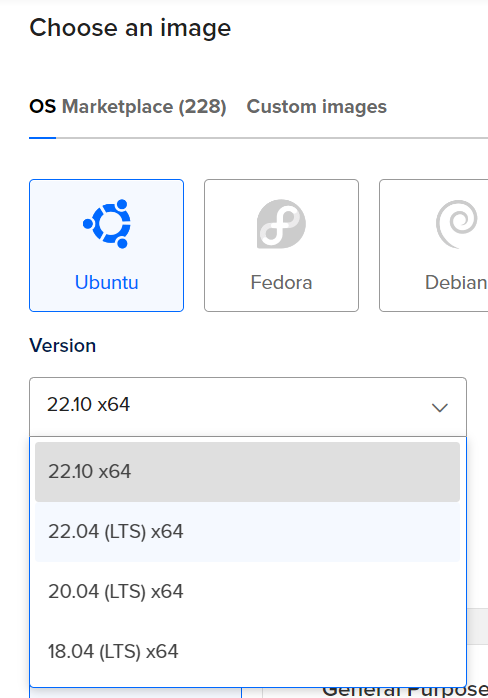 Choose an image
OS Marketplace (228) Custom images
Ubuntu Fedora Debian
Version
22.10 x64
22.10 x64
22.04 (LTS) x64
20.04 (LTS) x64
18.04 (LTS) x64
General Purpose